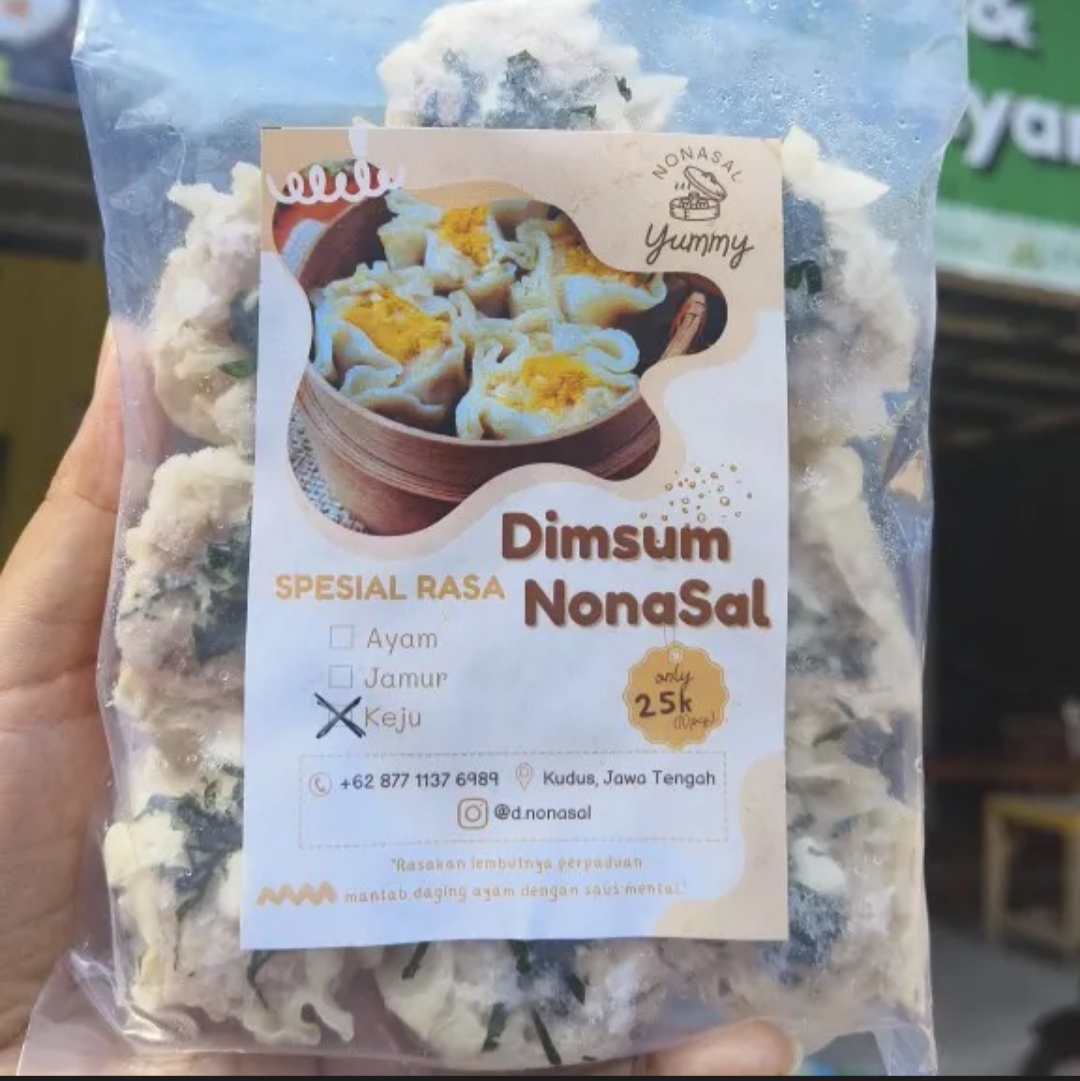 &
yar
NONASAL
Yummy
Dimsum
NonaSal
SPESIAL RASA
Ayam
Jamur
Keju
only
25k
(10pcs)
+62 877 1137 6989
Kudus, Jawa Tengah
@d.nonasal
"Rasakan lembutnya perpaduan
mantab daging ayam dengan saus mentai"